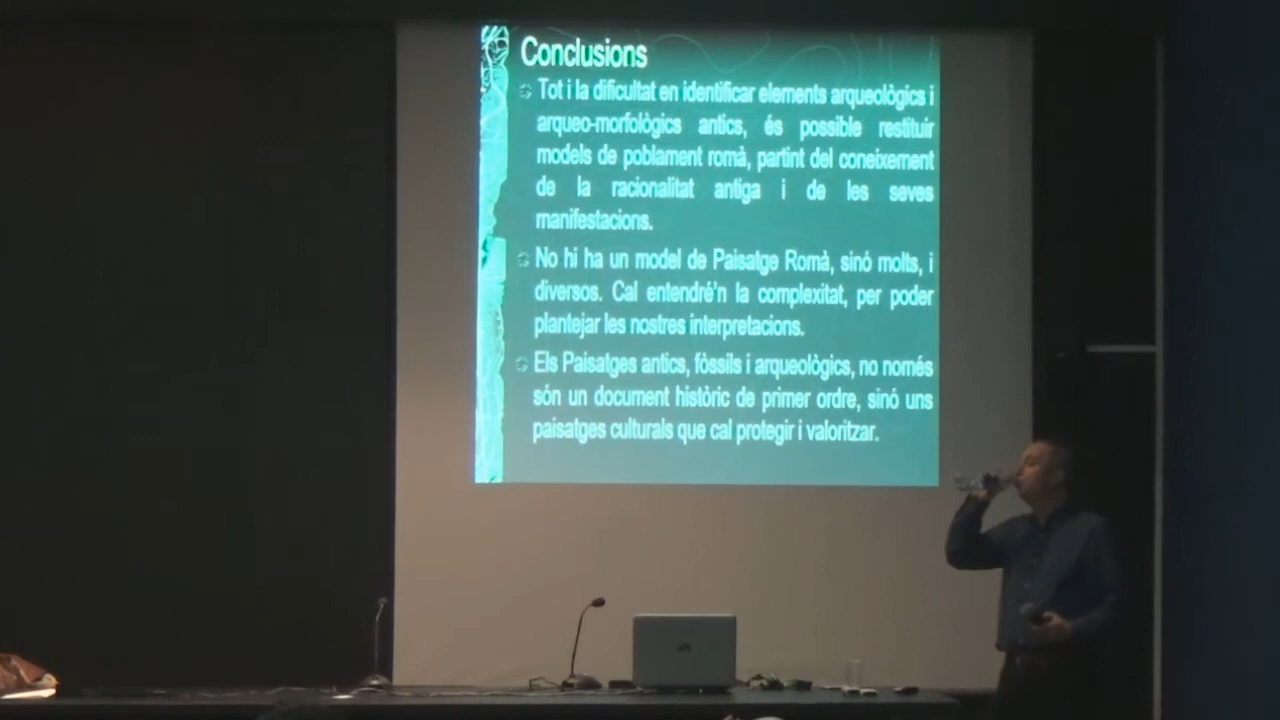 Conclusions
Tot i la dificultat en identificar elements arqueològics i
arqueo-morfològics antics, és possible restituir
models de poblament romà, partint del coneixement
de la racionalitat antiga i de les seves
manifestacions.
No hi ha un model de Paisatge Romà, sinó molts, i
diversos. Cal entendré'n la complexitat, per poder
plantejar les nostres interpretacions.
Els Paisatges antics, fòssils i arqueològics, no només
són un document històric de primer ordre, sinó uns
paisatges culturals que cal protegir i valoritzar.